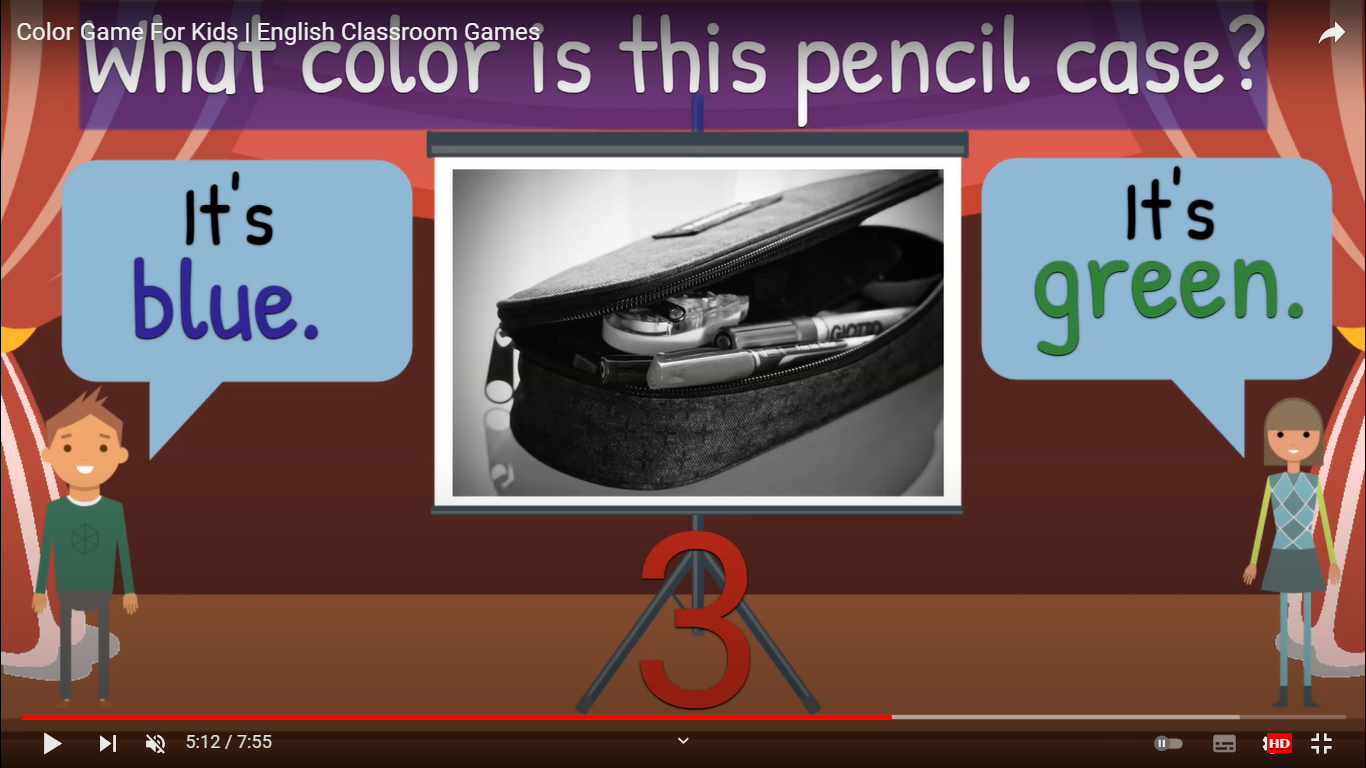 Color Game For Kids | English Classroom Games
What color is this pencil case?
It's
blue.
It's
green.
GIOTTO
3
5:12 / 7:55
HD